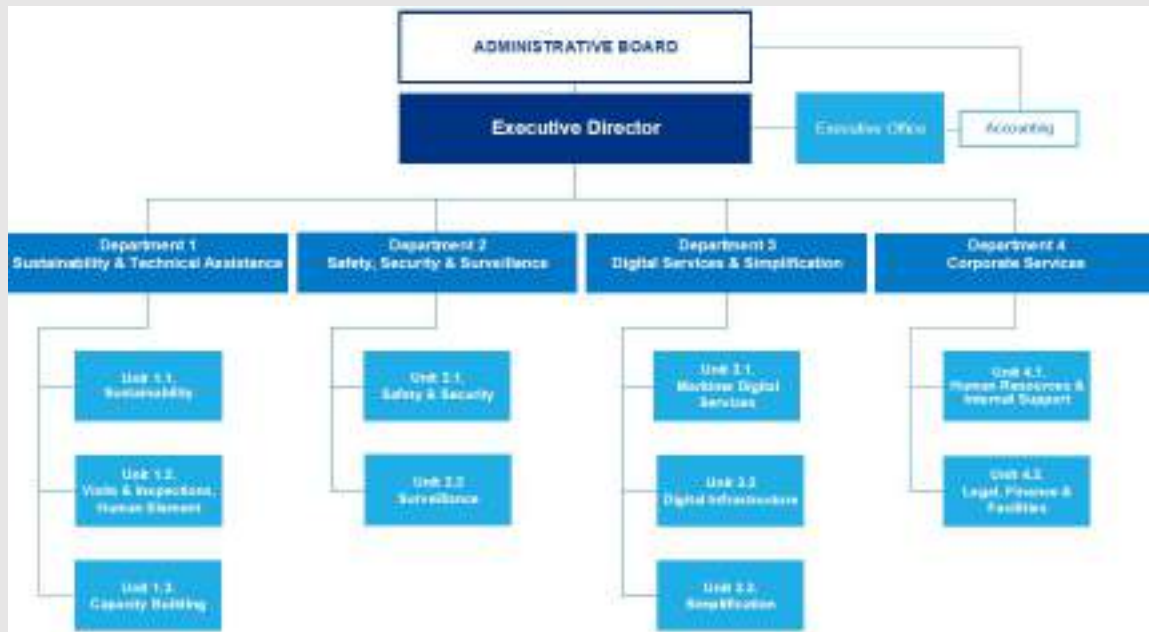 ADMINISTRATIVE BOARD
Executive Director
Executive Office
Accounting
Department 1
Sustainability & Technical Assistance
Department 2
Safety, Security & Surveillance
Department 3
Digital Services & Simplification
Department 4
Corporate Services
Unit 1.1.
Sustainability
Unit 2.1.
Safety & Security
Unit 3.1.
Maritime Digital
Services
Unit 4.1.
Human Resources &
Internal Support
Unit 1.2.
Visits & Inspections,
Human Element
Unit 2.2
Surveillance
Unit 3.2
Digital Infrastructure
Unit 4.2.
Legal, Finance &
Facilities
Unit 1.3.
Capacity Building
Unit 3.3.
Simplification